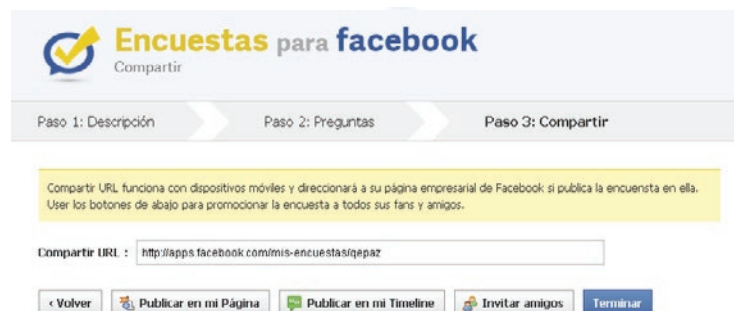 Encuestas para facebook
Compartir
Paso 1: Descripción Paso 2: Preguntas Paso 3: Compartir
Compartir URL funciona con dispositivos móviles y direccionará a su página empresarial de Facebook si publica la encuensta en ella.
User los botones de abajo para promocionar la encuesta a todos sus fans y amigos.
Compartir URL : http://apps.facebook.com/mis-encuestas/qepaz
‹ Volver Publicar en mi Página Publicar en mi Timeline Invitar amigos Terminar